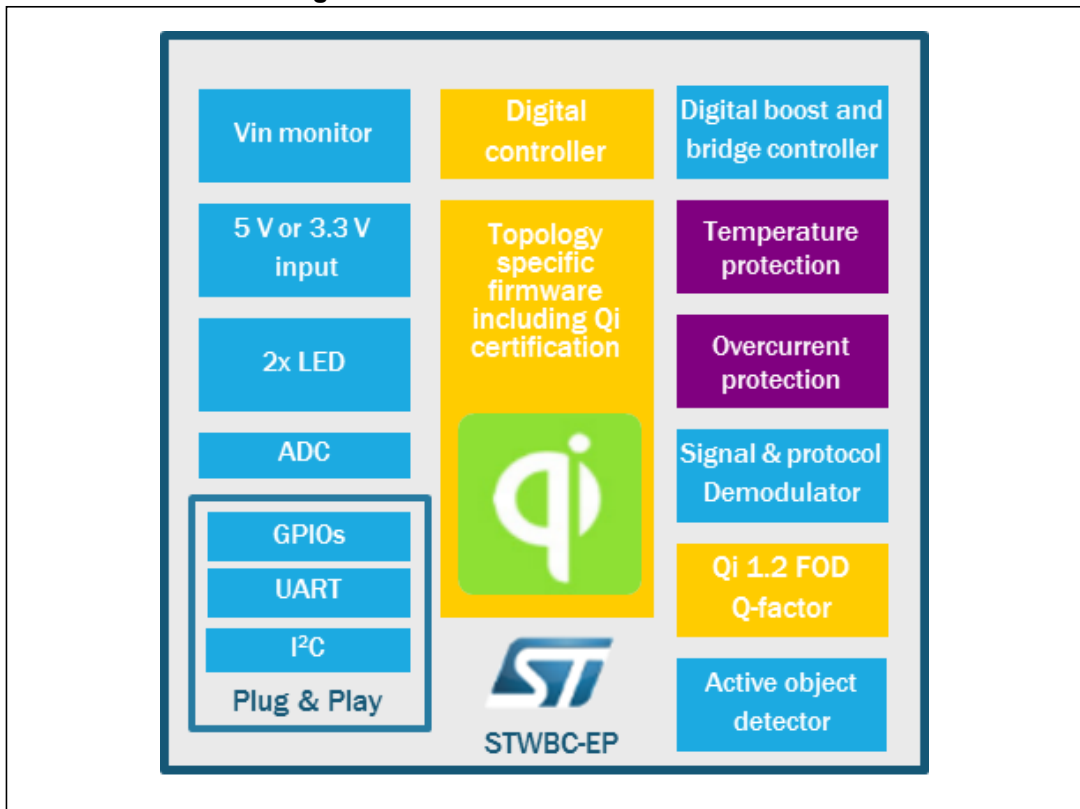 Vin monitor
5 V or 3.3 V
input
2x LED
ADC
GPIOs
UART
I²C
Plug & Play
Digital
controller
Topology
specific
firmware
including Qi
certification
qi
ST
STWBC-EP
Digital boost and
bridge controller
Temperature
protection
Overcurrent
protection
Signal & protocol
Demodulator
Qi 1.2 FOD
Q-factor
Active object
detector